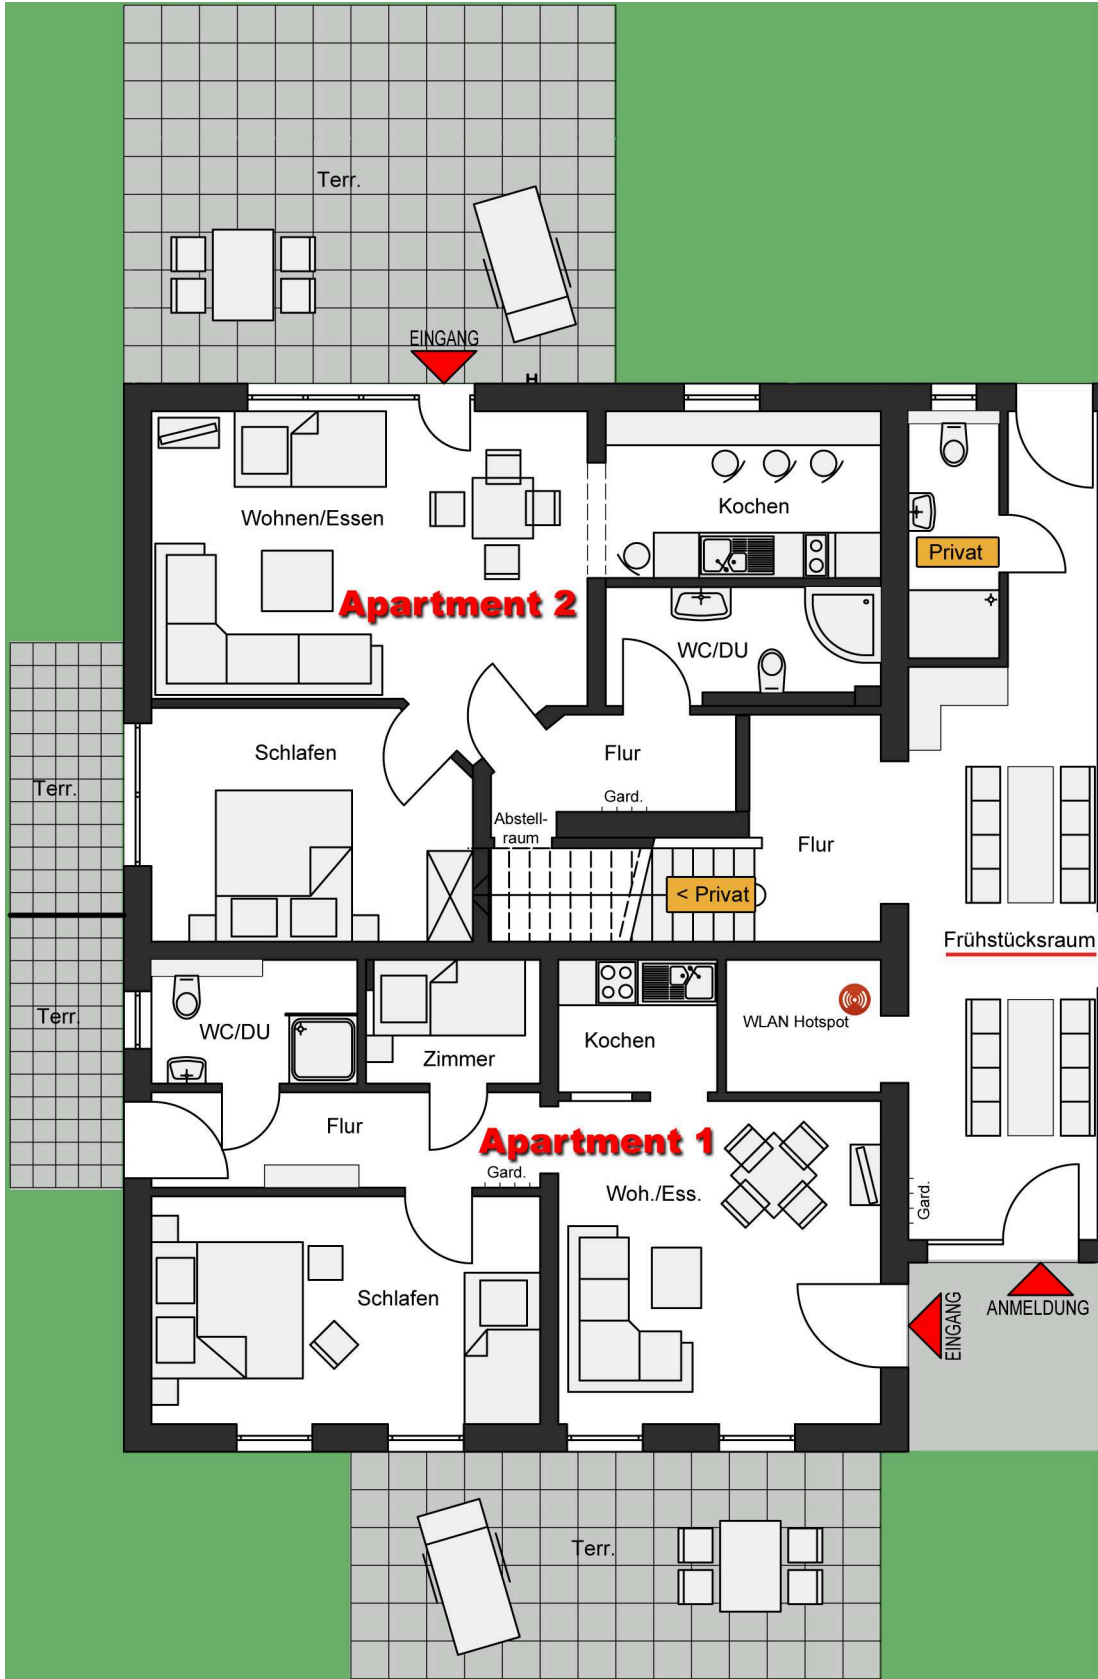 Terr.
EINGANG
Wohnen/Essen
Kochen
Privat
Apartment 2
WC/DU
Schlafen
Flur
Terr.
Gard.
Abstell-
raum
Flur
< Privat
Frühstücksraum
Terr.
WC/DU
Zimmer
Kochen
WLAN Hotspot
Flur
Apartment 1
Gard.
Woh./Ess.
Gard.
Schlafen
EINGANG
ANMELDUNG
Terr.